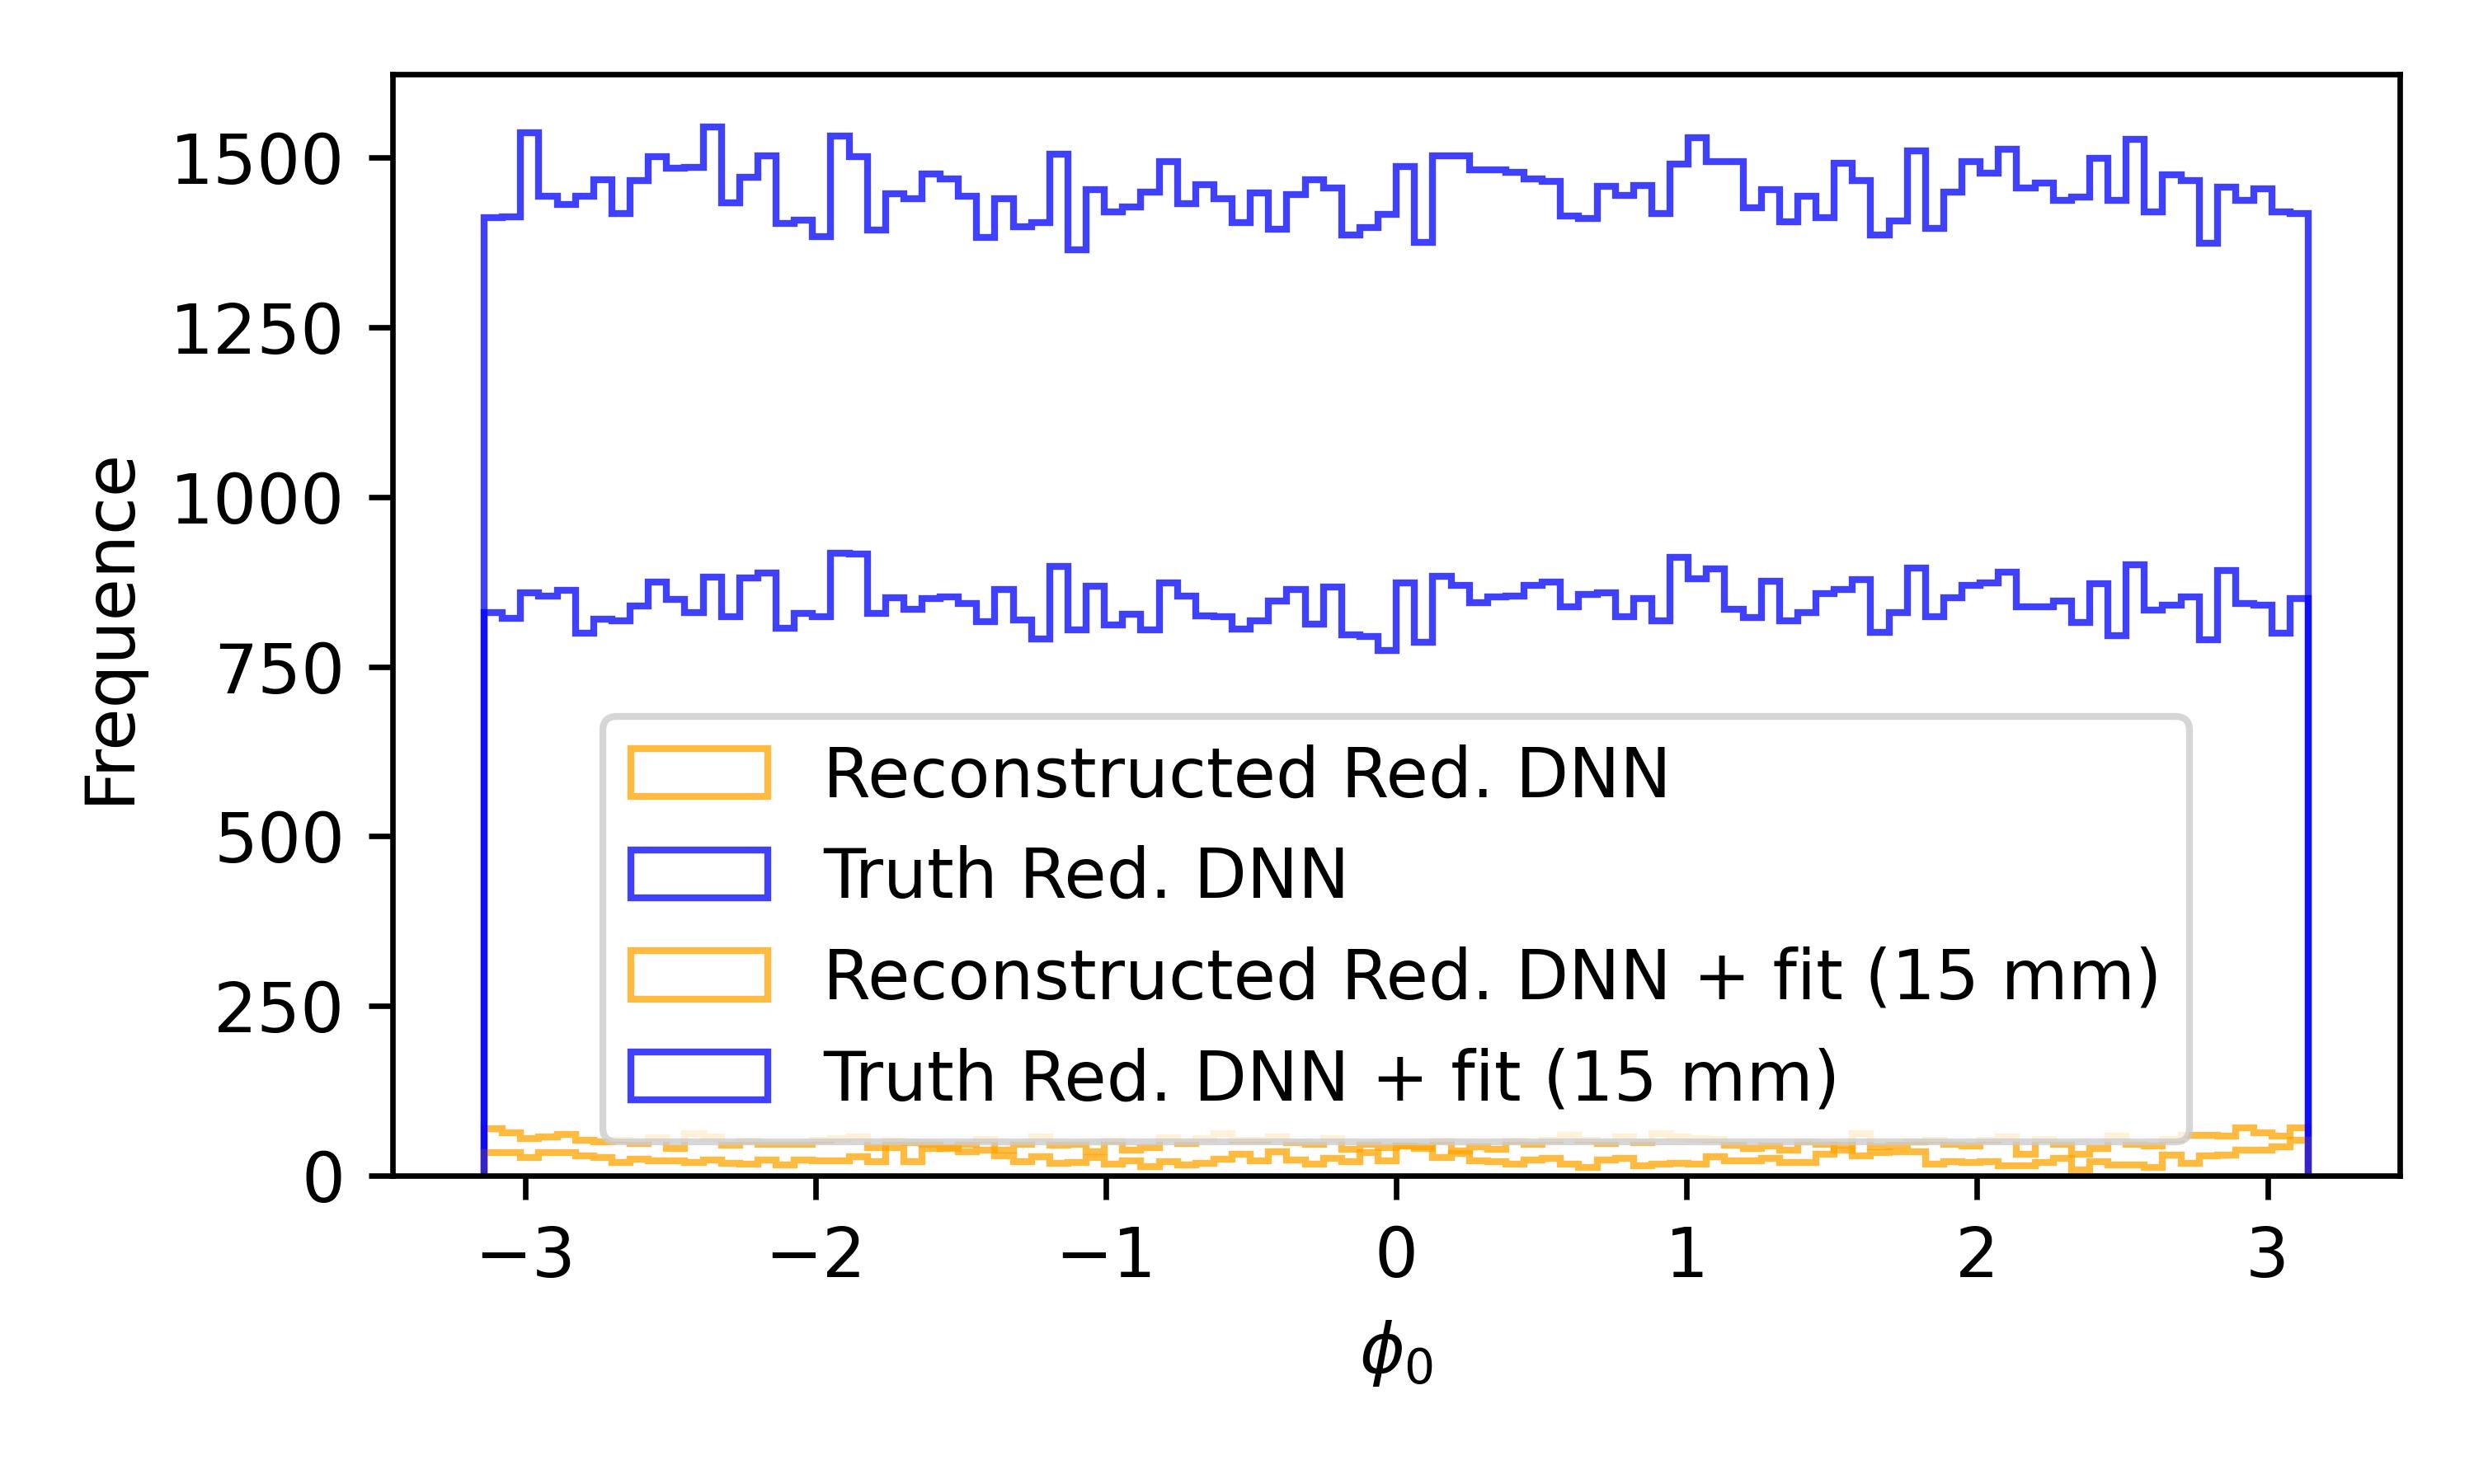 Frequence
1500
1250
1000
750
500
250
0
Reconstructed Red. DNN
Truth Red. DNN
Reconstructed Red. DNN + fit (15 mm)
Truth Red. DNN + fit (15 mm)
−3 −2 −1 0 1 2 3
ϕ₀